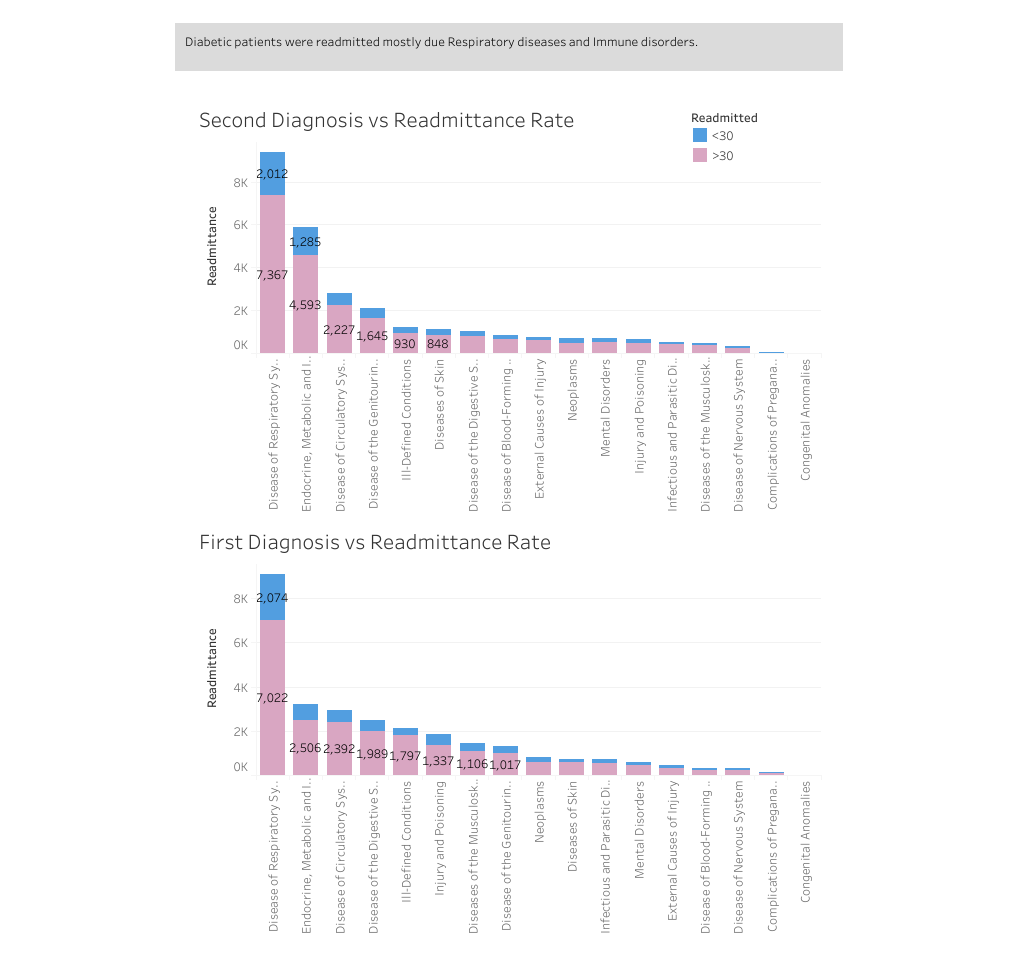 Diabetic patients were readmitted mostly due Respiratory diseases and Immune disorders.
Second Diagnosis vs Readmittance Rate
Readmitted
<30
>30
Readmittance
8K
6K
4K
2K
0K
2,012
7,367
1,285
4,593
2,227
1,645
930
848
Disease of Respiratory Sy..
Endocrine, Metabolic and I..
Disease of Circulatory Sys..
Disease of the Genitourin..
Ill-Defined Conditions
Diseases of Skin
Disease of the Digestive S..
Disease of Blood-Forming ..
External Causes of Injury
Neoplasms
Mental Disorders
Injury and Poisoning
Infectious and Parasitic Di..
Diseases of the Musculosk..
Disease of Nervous System
Complications of Pregana..
Congenital Anomalies
First Diagnosis vs Readmittance Rate
Readmittance
8K
6K
4K
2K
0K
2,074
7,022
2,506
2,392
1,989
1,797
1,337
1,106
1,017
Disease of Respiratory Sy..
Endocrine, Metabolic and I..
Disease of Circulatory Sys..
Disease of the Digestive S..
Ill-Defined Conditions
Injury and Poisoning
Diseases of the Musculosk..
Disease of the Genitourin..
Neoplasms
Diseases of Skin
Infectious and Parasitic Di..
Mental Disorders
External Causes of Injury
Disease of Blood-Forming ..
Disease of Nervous System
Complications of Pregana..
Congenital Anomalies